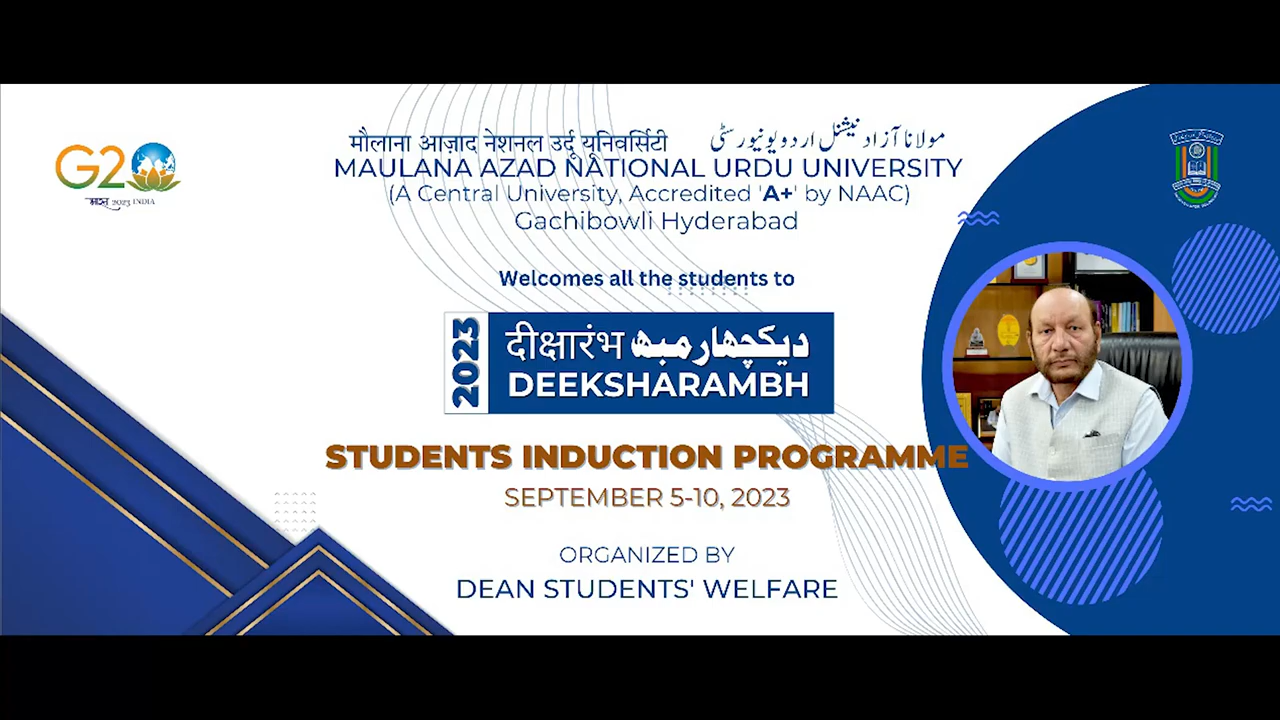 G20
भारत 2023 INDIA
मौलाना आज़ाद नेशनल उर्दू यूनिवर्सिटी مولانا آزاد نیشنل اردو یونیورسٹی
MAULANA AZAD NATIONAL URDU UNIVERSITY
(A Central University, Accredited 'A+' by NAAC)
Gachibowli Hyderabad
Welcomes all the students to
2023
दीक्षारंभ دیکچھارمبھ
DEEKSHARAMBH
STUDENTS INDUCTION PROGRAMME
SEPTEMBER 5-10, 2023
ORGANIZED BY
DEAN STUDENTS' WELFARE